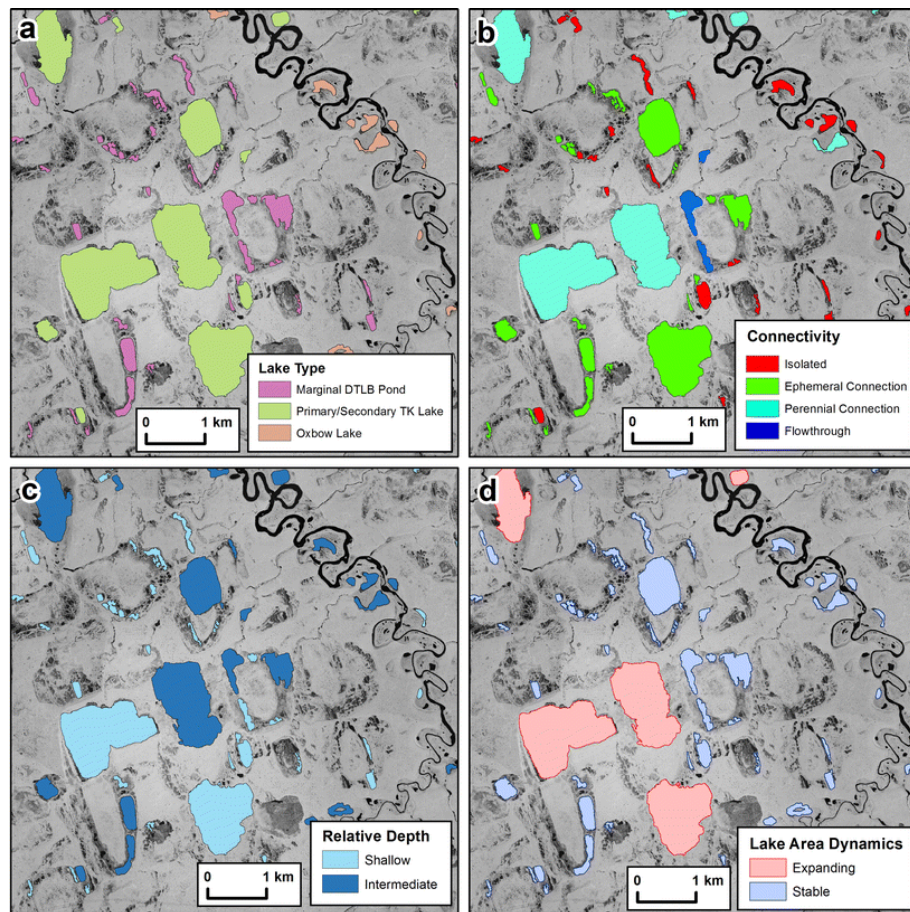 a
Lake Type
Marginal DTLB Pond
Primary/Secondary TK Lake
Oxbow Lake
0 1 km
b
Connectivity
Isolated
Ephemeral Connection
Perennial Connection
Flowthrough
0 1 km
c
Relative Depth
Shallow
Intermediate
0 1 km
d
Lake Area Dynamics
Expanding
Stable
0 1 km